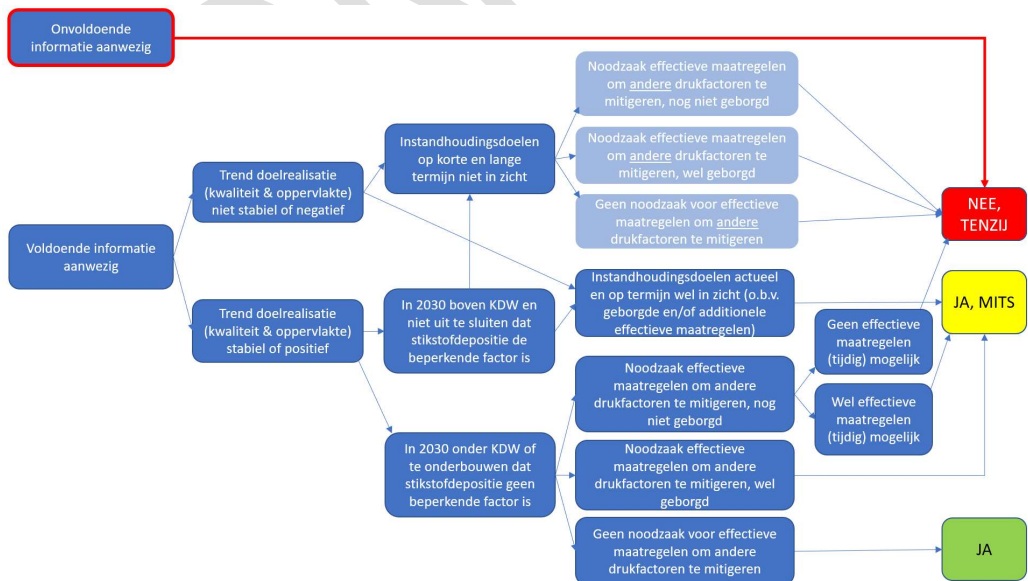 Onvoldoende
informatie aanwezig
Noodzaak effectieve maatregelen
om andere drukfactoren te
mitigeren, nog niet geborgd
Instandhoudingsdoelen
op korte en lange
termijn niet in zicht
Noodzaak effectieve maatregelen
om andere drukfactoren te
mitigeren, wel geborgd
Trend doelrealisatie
(kwaliteit & oppervlakte)
niet stabiel of negatief
Geen noodzaak voor effectieve
maatregelen om andere
drukfactoren te mitigeren
NEE,
TENZIJ
Voldoende informatie
aanwezig
Trend doelrealisatie
(kwaliteit & oppervlakte)
stabiel of positief
In 2030 boven KDW en
niet uit te sluiten dat
stikstofdepositie de
beperkende factor is
Instandhoudingsdoelen actueel
en op termijn wel in zicht (o.b.v.
geborgde en/of additionele
effectieve maatregelen)
JA, MITS
Geen effectieve
maatregelen
(tijdig) mogelijk
Noodzaak effectieve
maatregelen om andere
drukfactoren te mitigeren, nog
niet geborgd
Wel effectieve
maatregelen
(tijdig) mogelijk
In 2030 onder KDW of
te onderbouwen dat
stikstofdepositie geen
beperkende factor is
Noodzaak effectieve
maatregelen om andere
drukfactoren te mitigeren, wel
geborgd
Geen noodzaak voor effectieve
maatregelen om andere
drukfactoren te mitigeren
JA